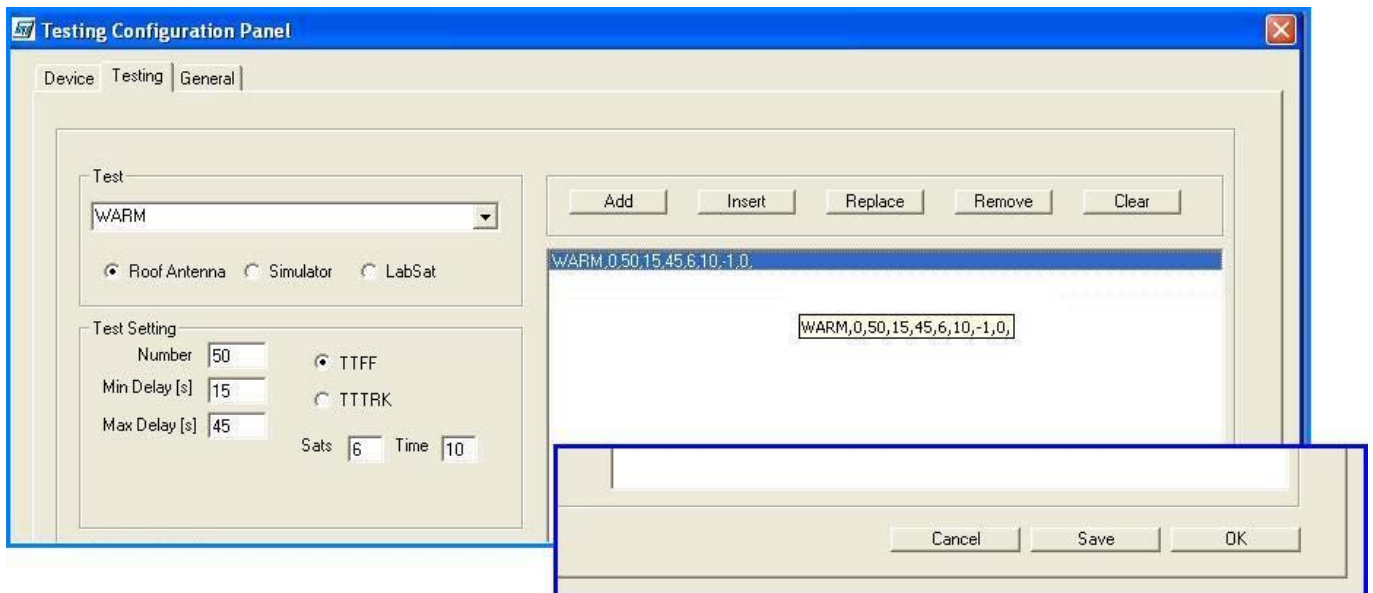 Testing Configuration Panel
Device Testing General
Test
WARM
Roof Antenna Simulator LabSat
Test Setting
Number 50
Min Delay [s] 15
Max Delay [s] 45
TTFF
TTTRK
Sats 6 Time 10
Add Insert Replace Remove Clear
WARM,0,50,15,45,6,10,-1,0,
WARM,0,50,15,45,6,10,-1,0,
Cancel Save OK